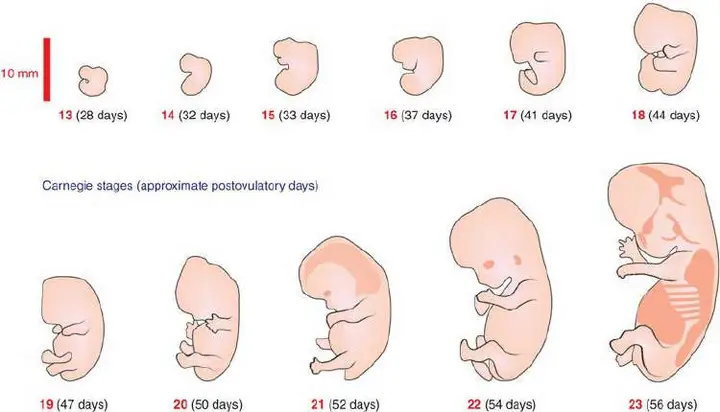 10 mm
13 (28 days)
14 (32 days)
15 (33 days)
16 (37 days)
17 (41 days)
18 (44 days)
Carnegie stages (approximate postovulatory days)
19 (47 days)
20 (50 days)
21 (52 days)
22 (54 days)
23 (56 days)